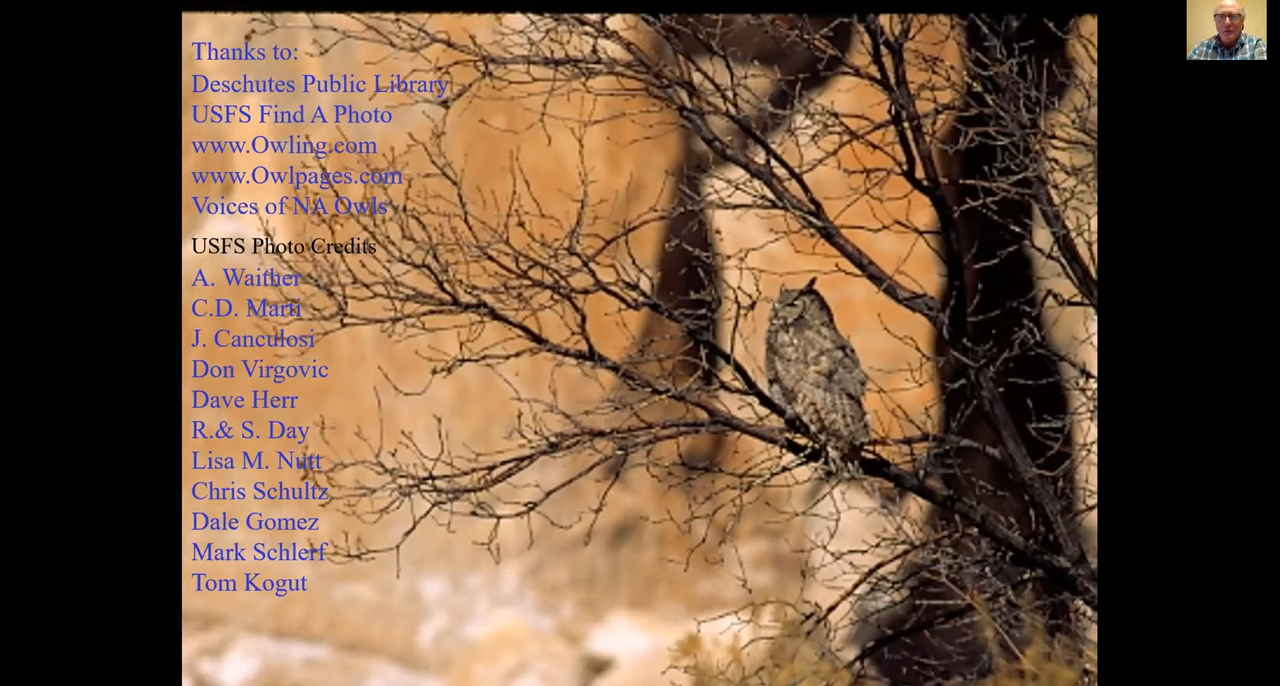 Thanks to:
Deschutes Public Library
USFS Find A Photo
www.Owling.com
www.Owlpages.com
Voices of NA Owls
USFS Photo Credits
A. Waither
C.D. Marti
J. Canculosi
Don Virgovic
Dave Herr
R.& S. Day
Lisa M. Nutt
Chris Schultz
Dale Gomez
Mark Schlerf
Tom Kogut